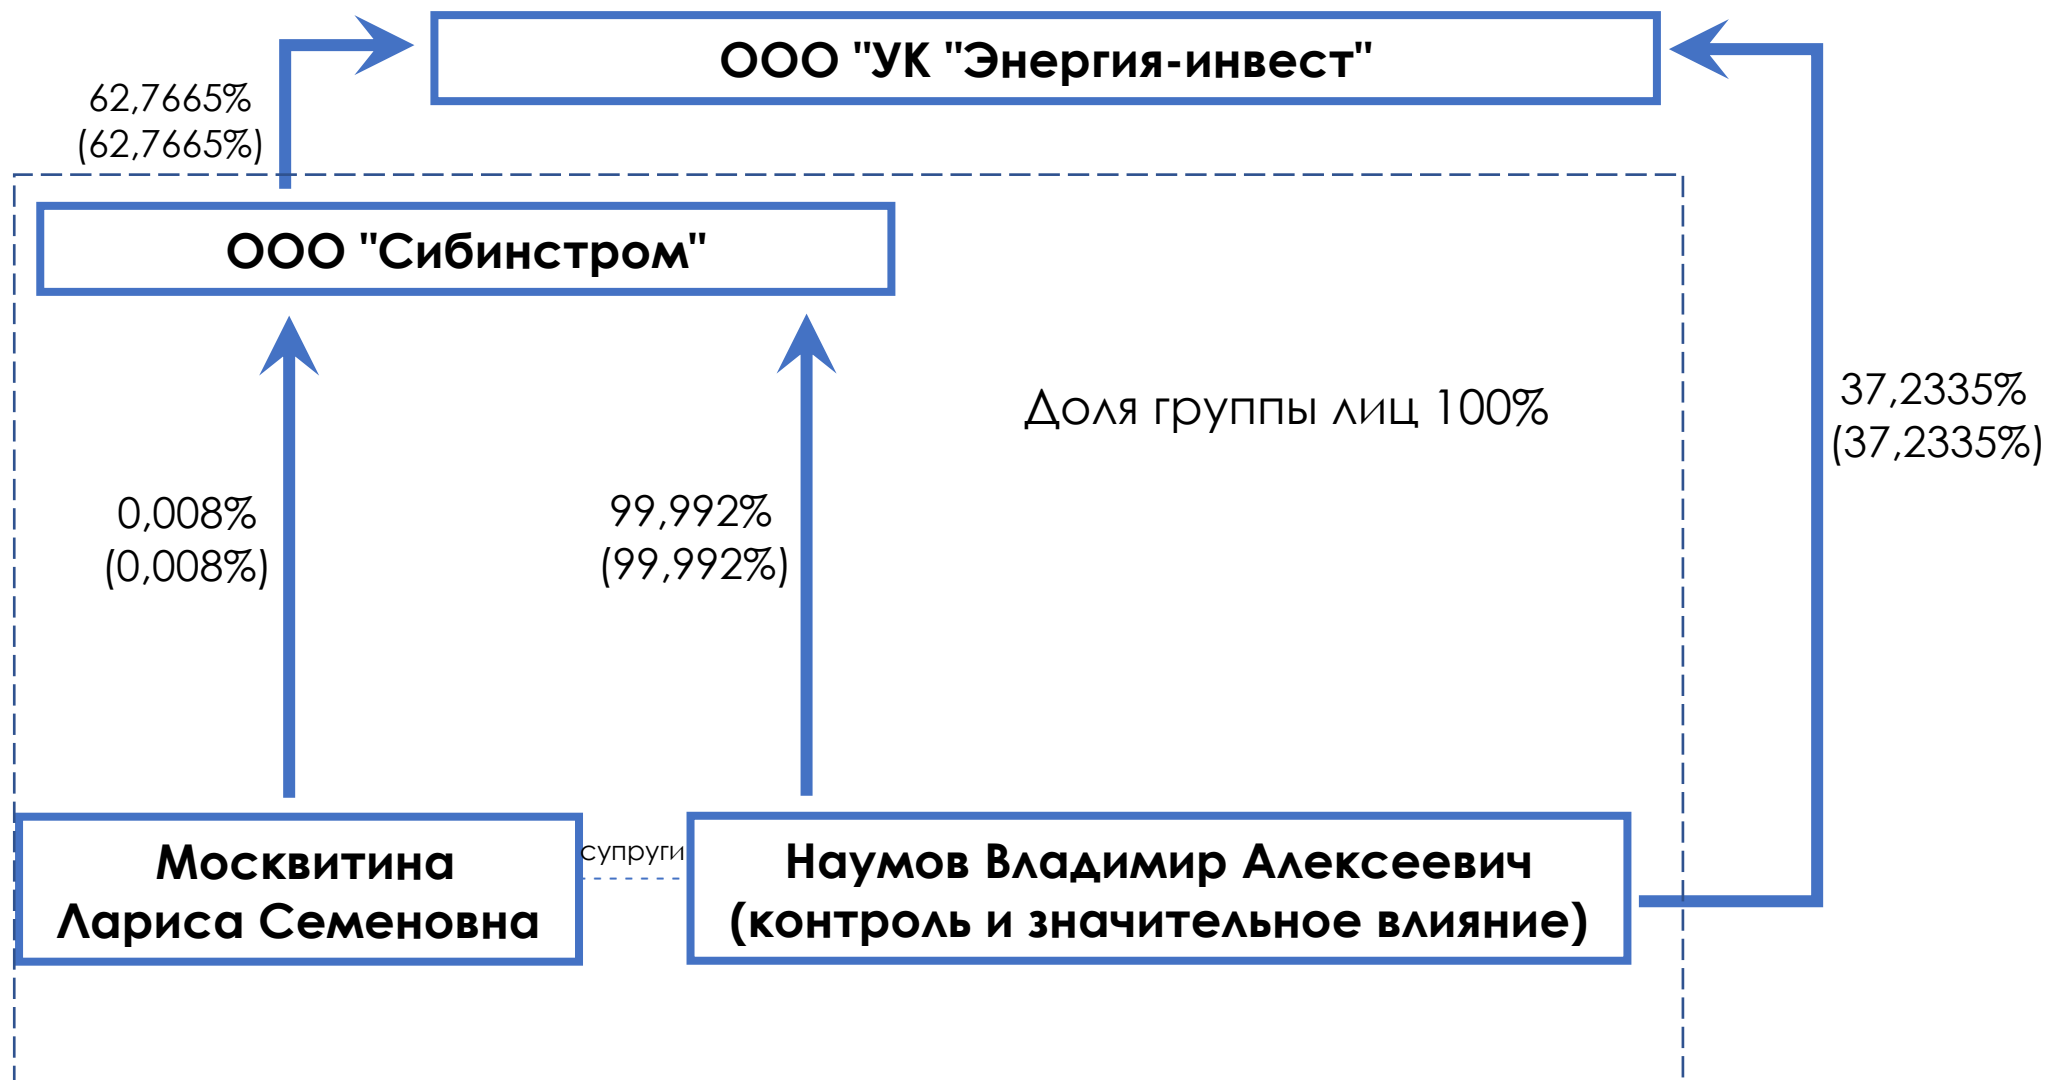 ООО "УК "Энергия-инвест"
62,7665%
(62,7665%)
ООО "Сибинстром"
Доля группы лиц 100%
37,2335%
(37,2335%)
0,008%
(0,008%)
99,992%
(99,992%)
Москвитина
Лариса Семеновна
супруги
Наумов Владимир Алексеевич
(контроль и значительное влияние)